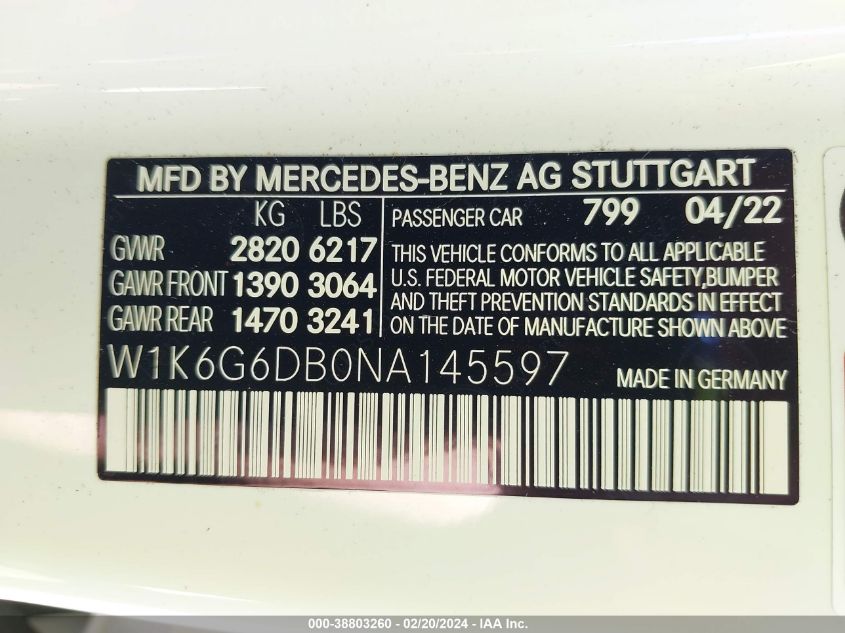 MFD BY MERCEDES-BENZ AG STUTTGART
KG LBS
GVWR 2820 6217
GAWR FRONT 1390 3064
GAWR REAR 1470 3241
PASSENGER CAR 799 04/22
THIS VEHICLE CONFORMS TO ALL APPLICABLE
U.S. FEDERAL MOTOR VEHICLE SAFETY,BUMPER
AND THEFT PREVENTION STANDARDS IN EFFECT
ON THE DATE OF MANUFACTURE SHOWN ABOVE
W1K6G6DB0NA145597 MADE IN GERMANY
000-38803260 - 02/20/2024 - IAA Inc.